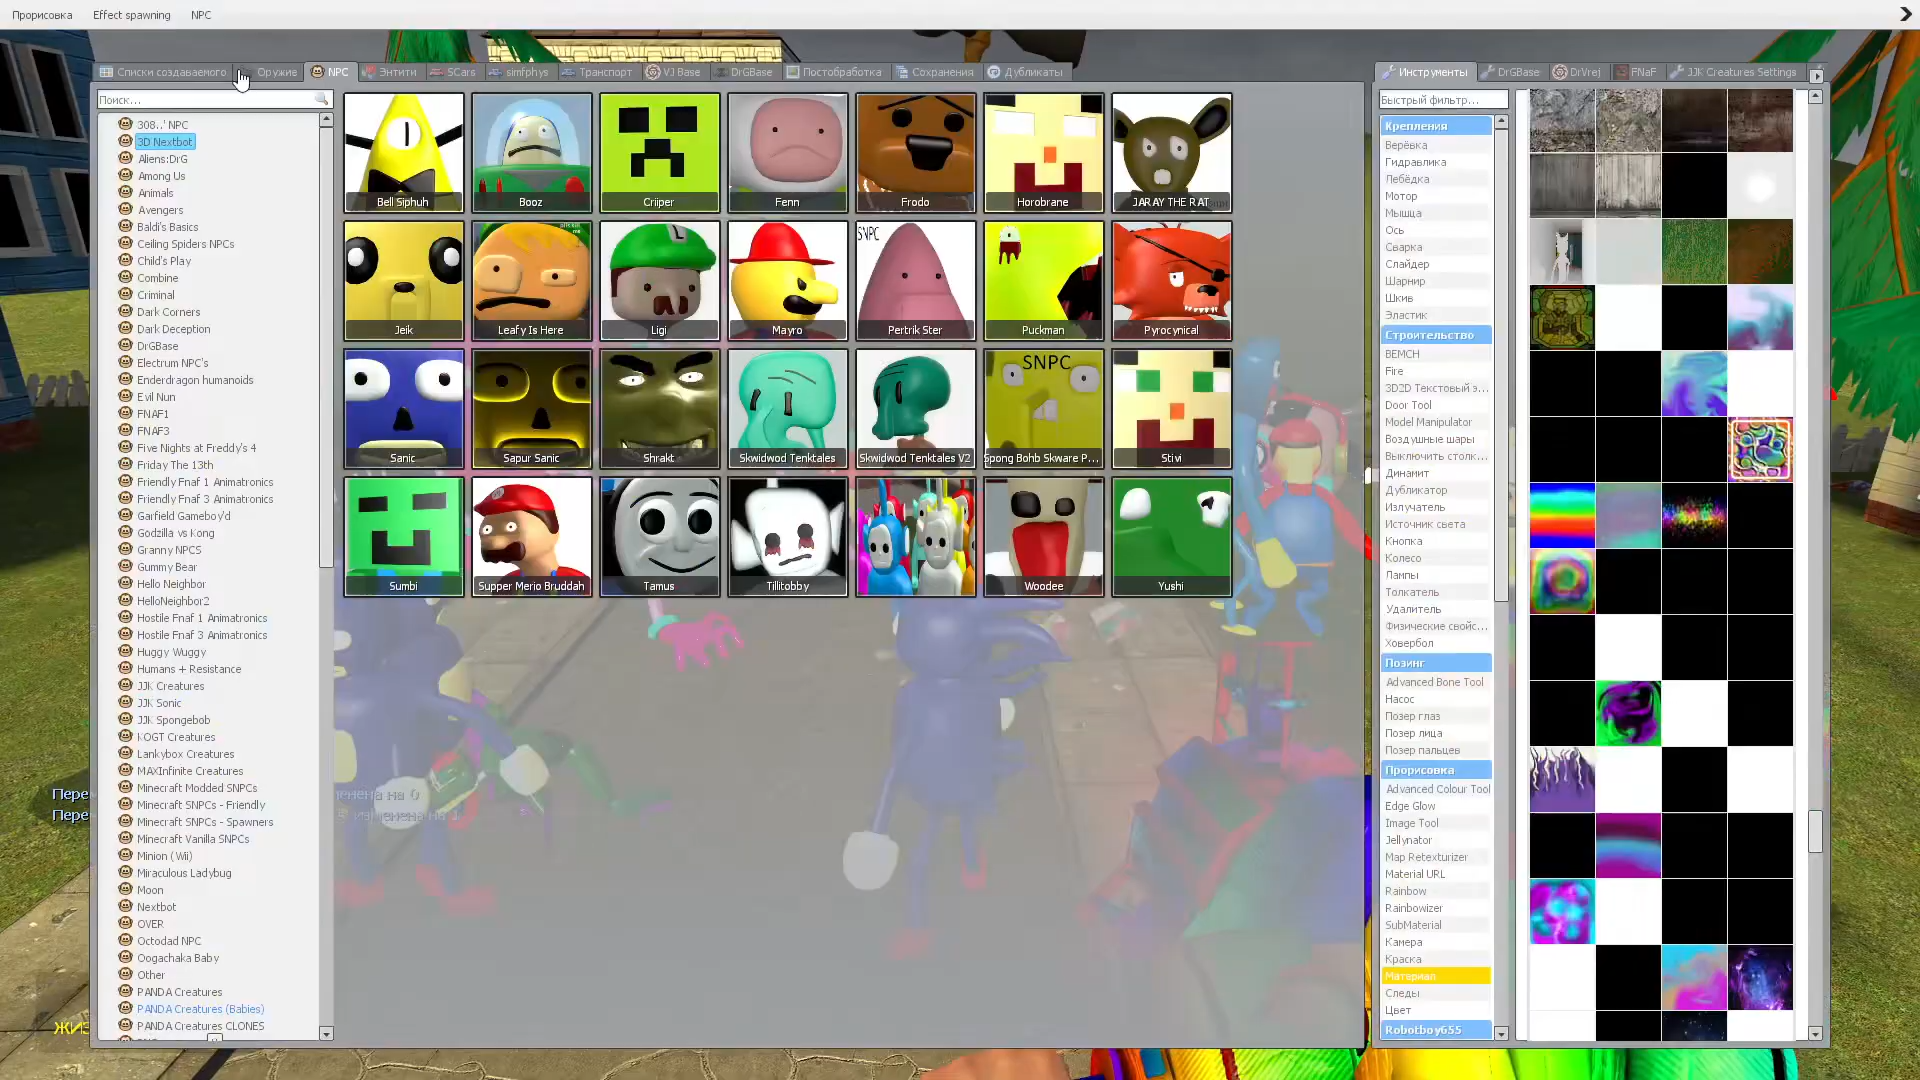 Прорисовка Effect spawning NPC
Списки создаваемого Оружие NPC Энтити SCars simfphys Транспорт VJ Base DrGBase Постобработка Сохранения Дубликаты
Инструменты DrGBase DrVrej FNaF JJK Creatures Settings
Поиск...
308..' NPC
3D Nextbot
Aliens:DrG
Among Us
Animals
Avengers
Baldi's Basics
Ceiling Spiders NPCs
Child's Play
Combine
Criminal
Dark Corners
Dark Deception
DrGBase
Electrum NPC's
Enderdragon humanoids
Evil Nun
FNAF1
FNAF3
Five Nights at Freddy's 4
Friday The 13th
Friendly Fnaf 1 Animatronics
Friendly Fnaf 3 Animatronics
Garfield Gameboy'd
Godzilla vs Kong
Granny NPCS
Gummy Bear
Hello Neighbor
HelloNeighbor2
Hostile Fnaf 1 Animatronics
Hostile Fnaf 3 Animatronics
Huggy Wuggy
Humans + Resistance
JJK Creatures
JJK Sonic
JJK Spongebob
KOGT Creatures
Lankybox Creatures
MAXInfinite Creatures
Minecraft Modded SNPCs
Minecraft SNPCs - Friendly
Minecraft SNPCs - Spawners
Minecraft Vanilla SNPCs
Minion (Wii)
Miraculous Ladybug
Moon
Nextbot
OVER
Octodad NPC
Oogachaka Baby
Other
PANDA Creatures
PANDA Creatures (Babies)
PANDA Creatures CLONES
Bell Siphuh Booz Criiper Fenn Frodo Horobrane JARAY THE RAT
SNPC
Jeik Leafy Is Here Ligi Mayro Pertrik Ster Puckman Pyrocynical
SNPC
Sanic Sapur Sanic Shrakt Skwidwod Tenktales Skwidwod Tenktales V2 Spong Bohb Skware P... Stivi
Sumbi Supper Merio Bruddah Tamus Tillitobby Woodee Yushi
Пере
Пере
ЖИЗ
Быстрый фильтр...
Крепления
Верёвка
Гидравлика
Лебёдка
Мотор
Мышца
Ось
Сварка
Слайдер
Шарнир
Шкив
Эластик
Строительство
BEMCH
Fire
3D2D Текстовый э...
Door Tool
Model Manipulator
Воздушные шары
Выключить столк...
Динамит
Дубликатор
Излучатель
Источник света
Кнопка
Колесо
Лампы
Толкатель
Удалитель
Физические свойс...
Ховербол
Позинг
Advanced Bone Tool
Насос
Позер глаз
Позер лица
Позер пальцев
Прорисовка
Advanced Colour Tool
Edge Glow
Image Tool
Jellynator
Map Retexturizer
Material URL
Rainbow
Rainbowizer
SubMaterial
Камера
Краска
Материал
Следы
Цвет
Robotboy655